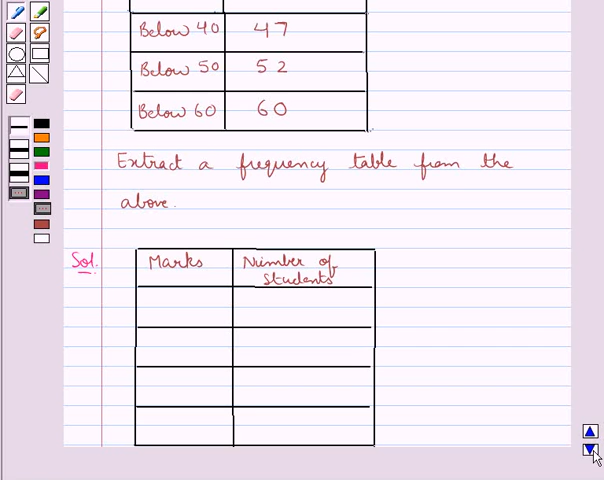 Below 40 47
Below 50 52
Below 60 60
Extract a frequency table from the
above.
Sol. Marks Number of
Students